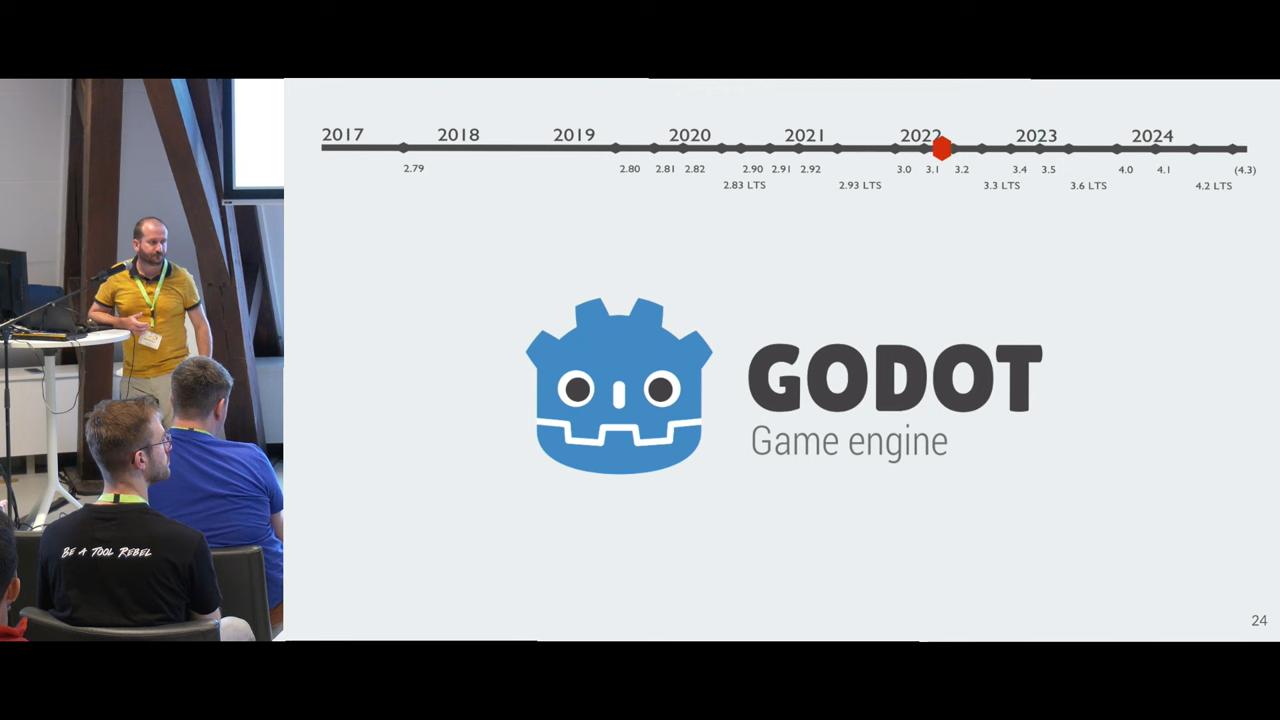 2017 2018 2019 2020 2021 2022 2023 2024
2.79 2.80 2.81 2.82 2.90 2.91 2.92 3.0 3.1 3.2 3.4 3.5 4.0 4.1 (4.3)
2.83 LTS 2.93 LTS 3.3 LTS 3.6 LTS 4.2 LTS
GODOT
Game engine
BE A TOOL REBEL
24